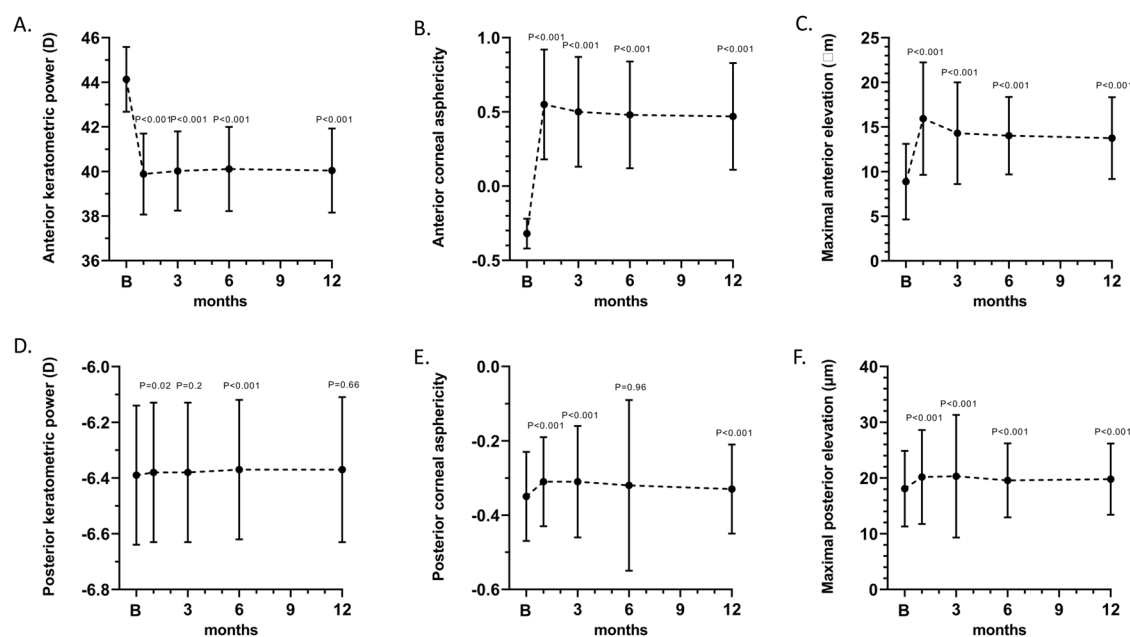 A.
Anterior keratometric power (D)
46
44
42
40
38
36
P<0.001
P<0.001
P<0.001
P<0.001
B 3 6 9 12
months
B.
Anterior corneal asphericity
1.0
0.5
0.0
-0.5
P<0.001
P<0.001
P<0.001
P<0.001
B 3 6 9 12
months
C.
Maximal anterior elevation (□m)
25
20
15
10
5
0
P<0.001
P<0.001
P<0.001
P<0.001
B 3 6 9 12
months
D.
Posterior keratometric power (D)
-6.0
-6.2
-6.4
-6.6
-6.8
P=0.02
P=0.2
P<0.001
P=0.66
B 3 6 9 12
months
E.
Posterior corneal asphericity
0.0
-0.2
-0.4
-0.6
P<0.001
P<0.001
P=0.96
P<0.001
B 3 6 9 12
months
F.
Maximal posterior elevation (µm)
40
30
20
10
0
P<0.001
P<0.001
P<0.001
P<0.001
B 3 6 9 12
months